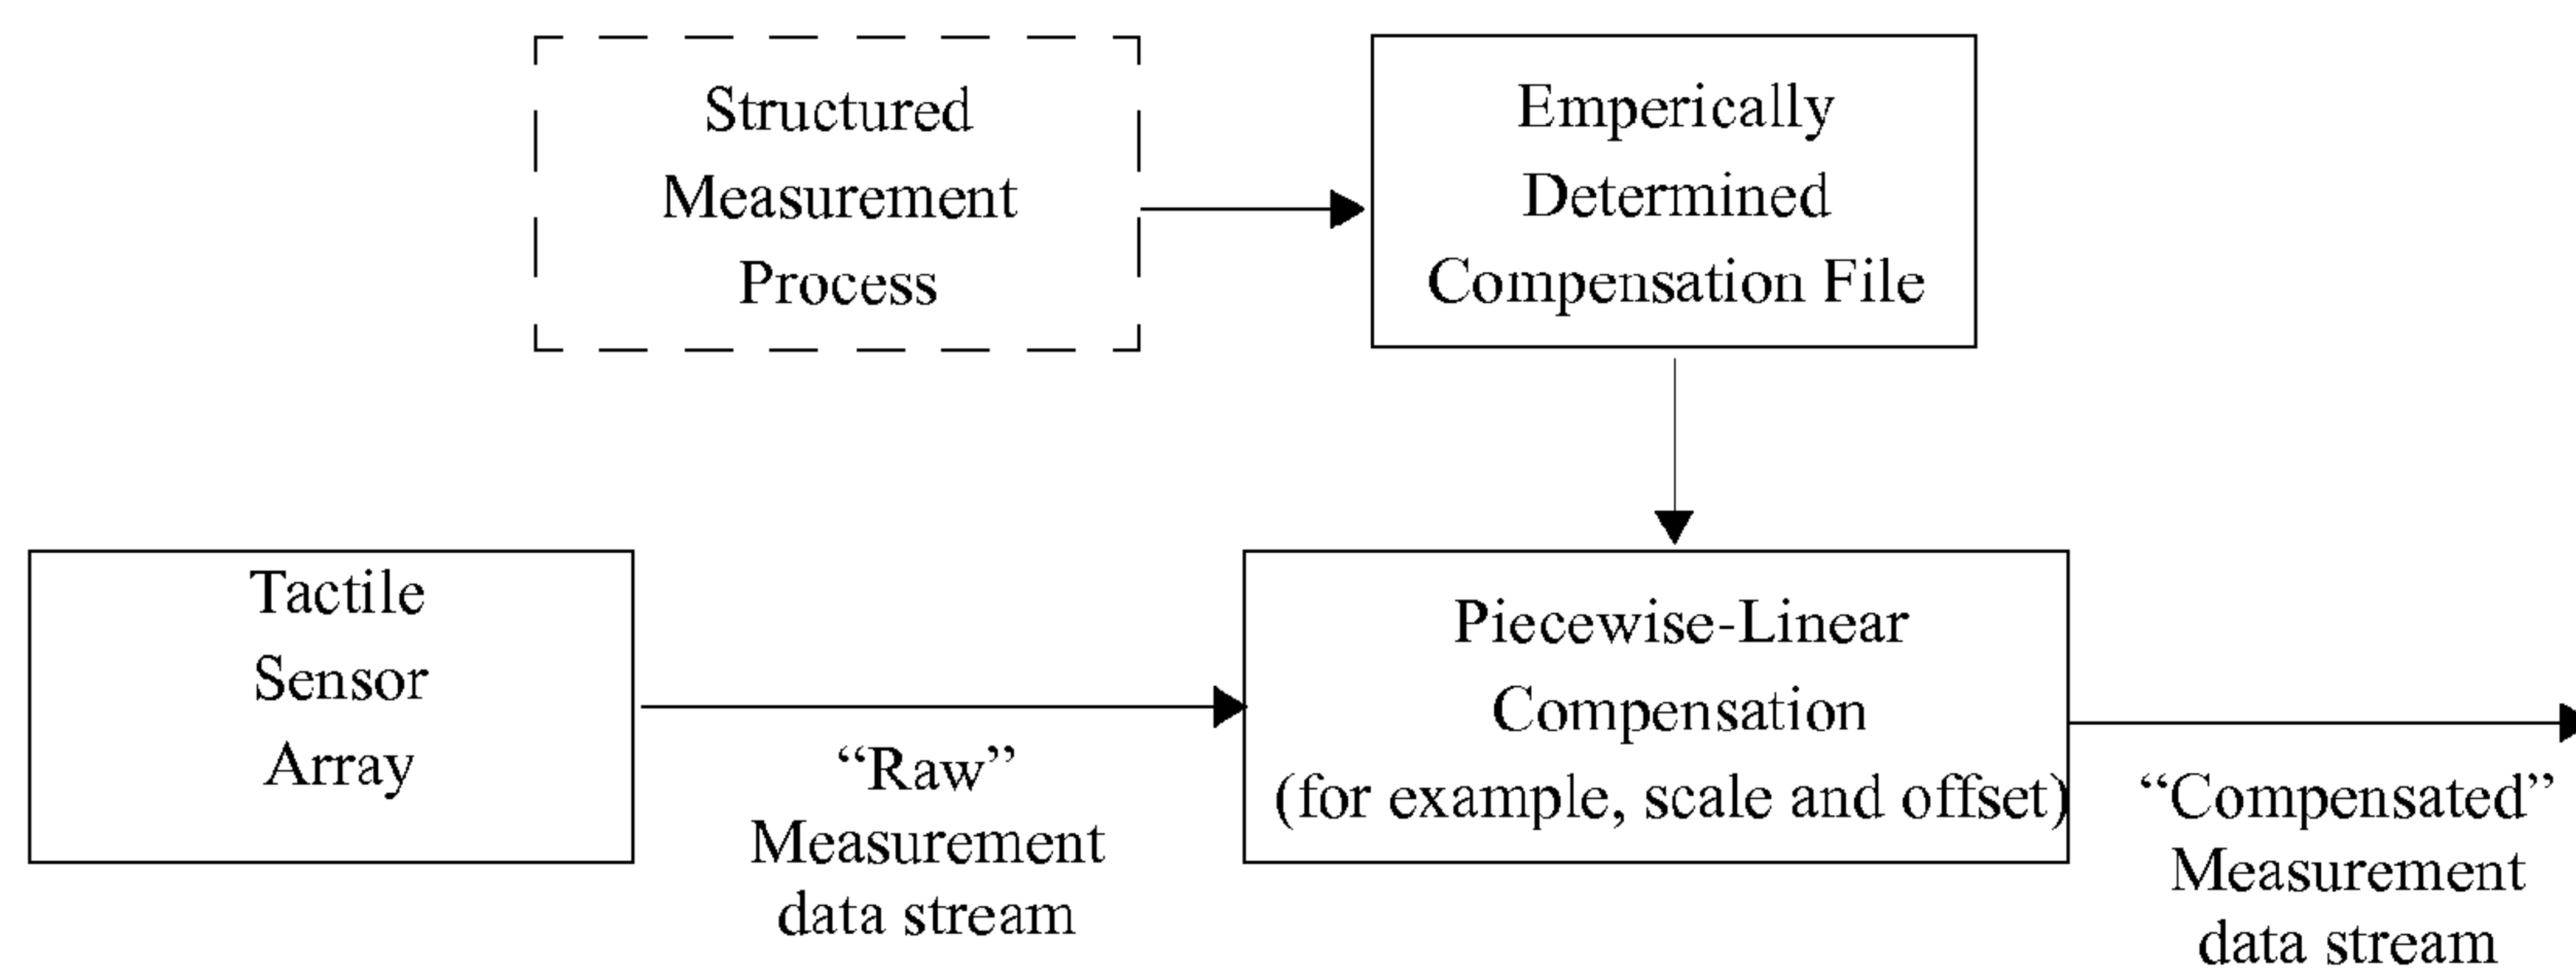 Structured
Measurement
Process
Emperically
Determined
Compensation File
Tactile
Sensor
Array
“Raw”
Measurement
data stream
Piecewise-Linear
Compensation
(for example, scale and offset)
“Compensated”
Measurement
data stream